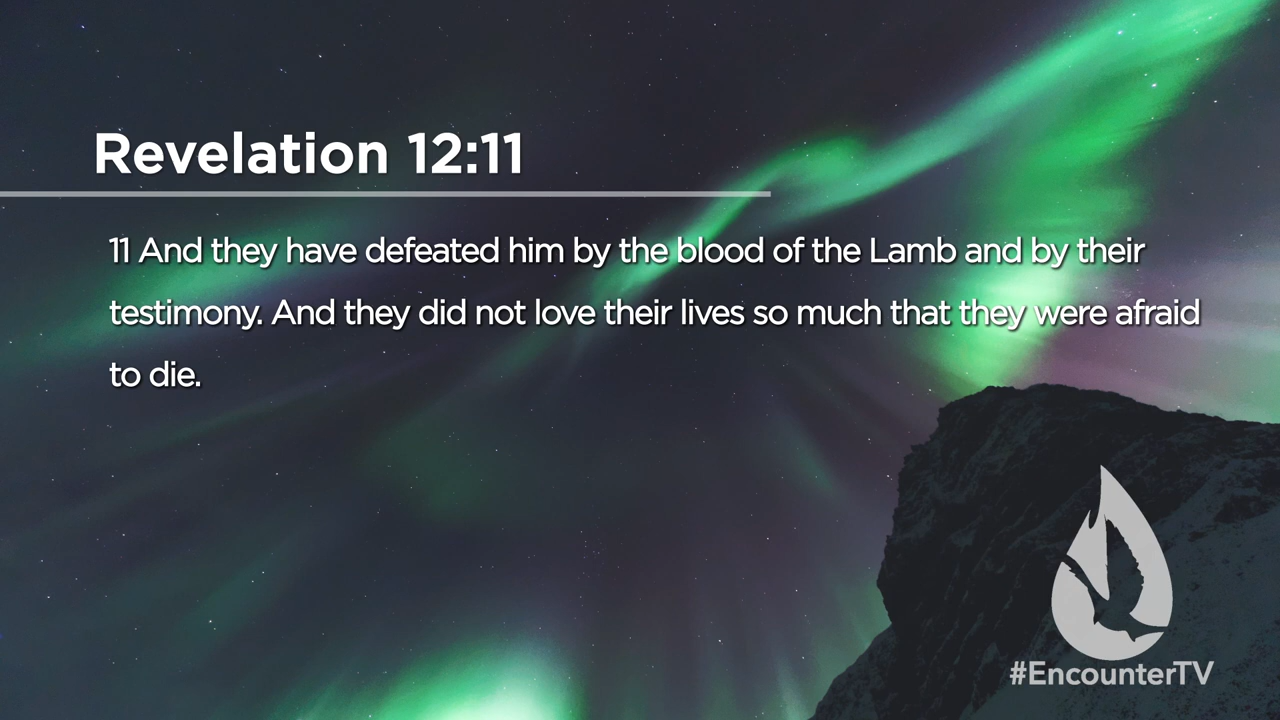 Revelation 12:11
11 And they have defeated him by the blood of the Lamb and by their
testimony. And they did not love their lives so much that they were afraid
to die.
#EncounterTV